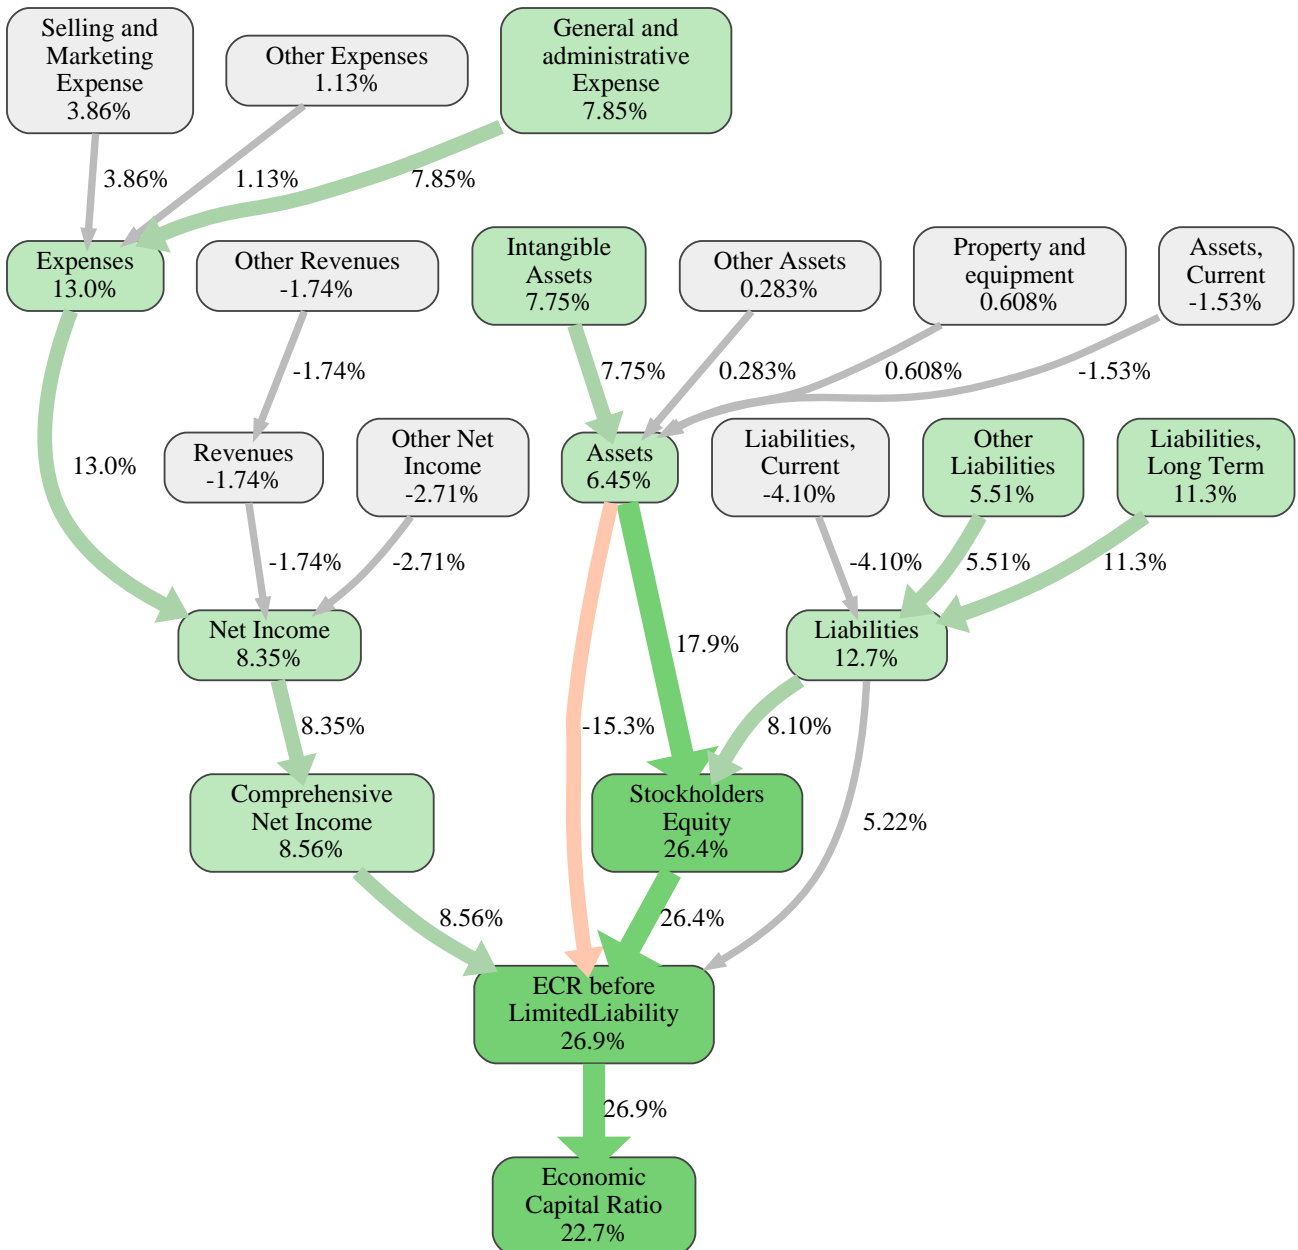 Selling and
Marketing
Expense
3.86%
Other Expenses
1.13%
General and
administrative
Expense
7.85%
3.86%
1.13%
7.85%
Expenses
13.0%
Other Revenues
-1.74%
Intangible
Assets
7.75%
Other Assets
0.283%
Property and
equipment
0.608%
Assets,
Current
-1.53%
-1.74%
7.75%
0.283%
0.608%
-1.53%
13.0%
Revenues
-1.74%
Other Net
Income
-2.71%
Assets
6.45%
Liabilities,
Current
-4.10%
Other
Liabilities
5.51%
Liabilities,
Long Term
11.3%
-1.74%
-2.71%
-4.10%
5.51%
11.3%
Net Income
8.35%
17.9%
Liabilities
12.7%
8.35%
-15.3%
8.10%
Comprehensive
Net Income
8.56%
Stockholders
Equity
26.4%
5.22%
8.56%
26.4%
ECR before
LimitedLiability
26.9%
26.9%
Economic
Capital Ratio
22.7%